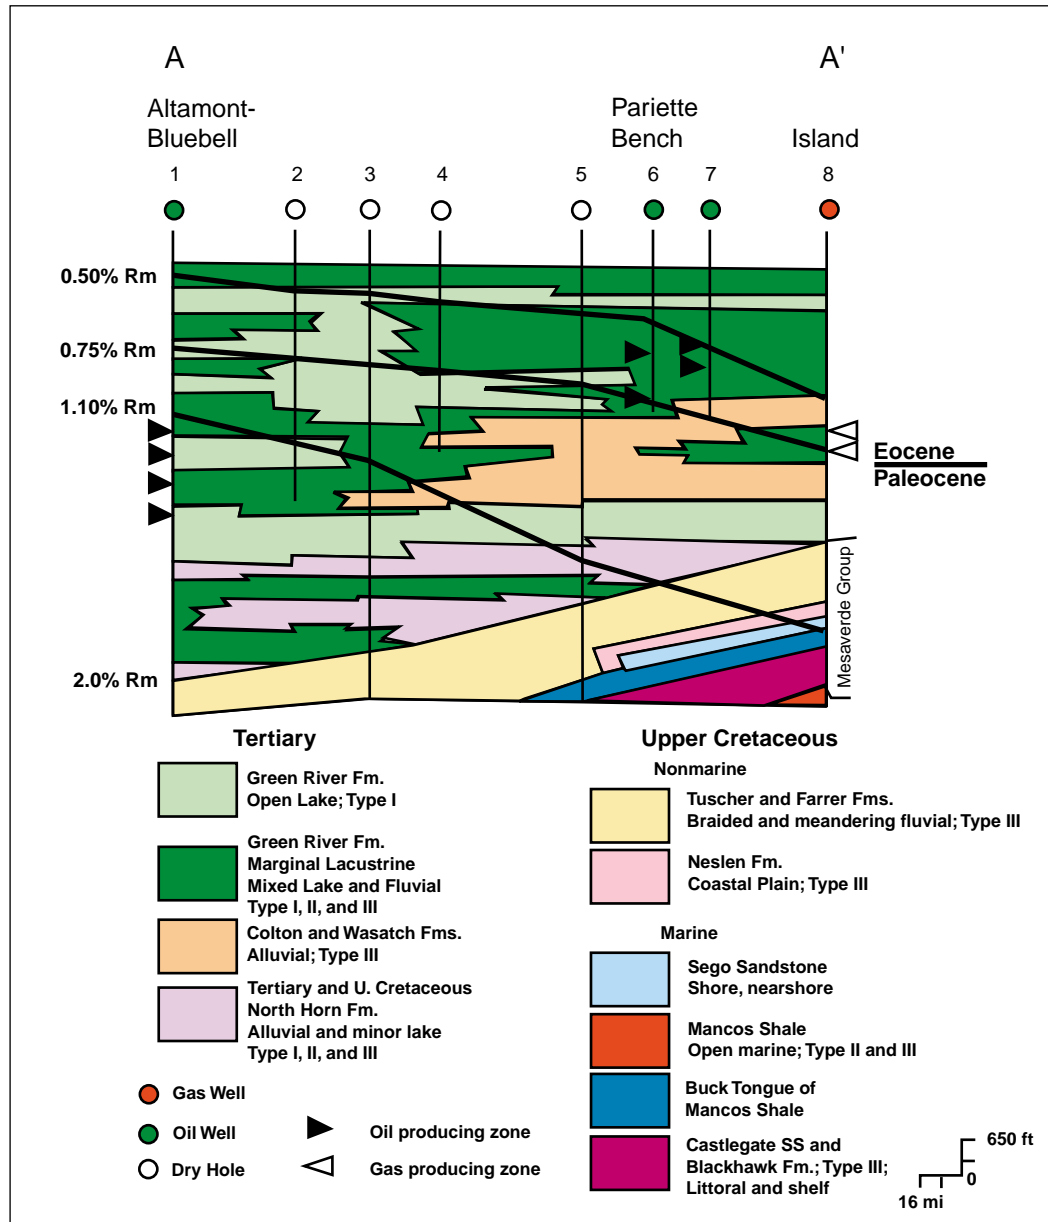 A
A'
Altamont-
Bluebell
Pariette
Bench
Island
1
2
3
4
5
6
7
8
0.50% Rm
0.75% Rm
1.10% Rm
2.0% Rm
Eocene
Paleocene
Mesaverde Group
Tertiary
Green River Fm.
Open Lake; Type I
Green River Fm.
Marginal Lacustrine
Mixed Lake and Fluvial
Type I, II, and III
Colton and Wasatch Fms.
Alluvial; Type III
Tertiary and U. Cretaceous
North Horn Fm.
Alluvial and minor lake
Type I, II, and III
Gas Well
Oil Well
Dry Hole
Oil producing zone
Gas producing zone
Upper Cretaceous
Nonmarine
Tuscher and Farrer Fms.
Braided and meandering fluvial; Type III
Neslen Fm.
Coastal Plain; Type III
Marine
Sego Sandstone
Shore, nearshore
Mancos Shale
Open marine; Type II and III
Buck Tongue of
Mancos Shale
Castlegate SS and
Blackhawk Fm.; Type III;
Littoral and shelf
650 ft
0
16 mi